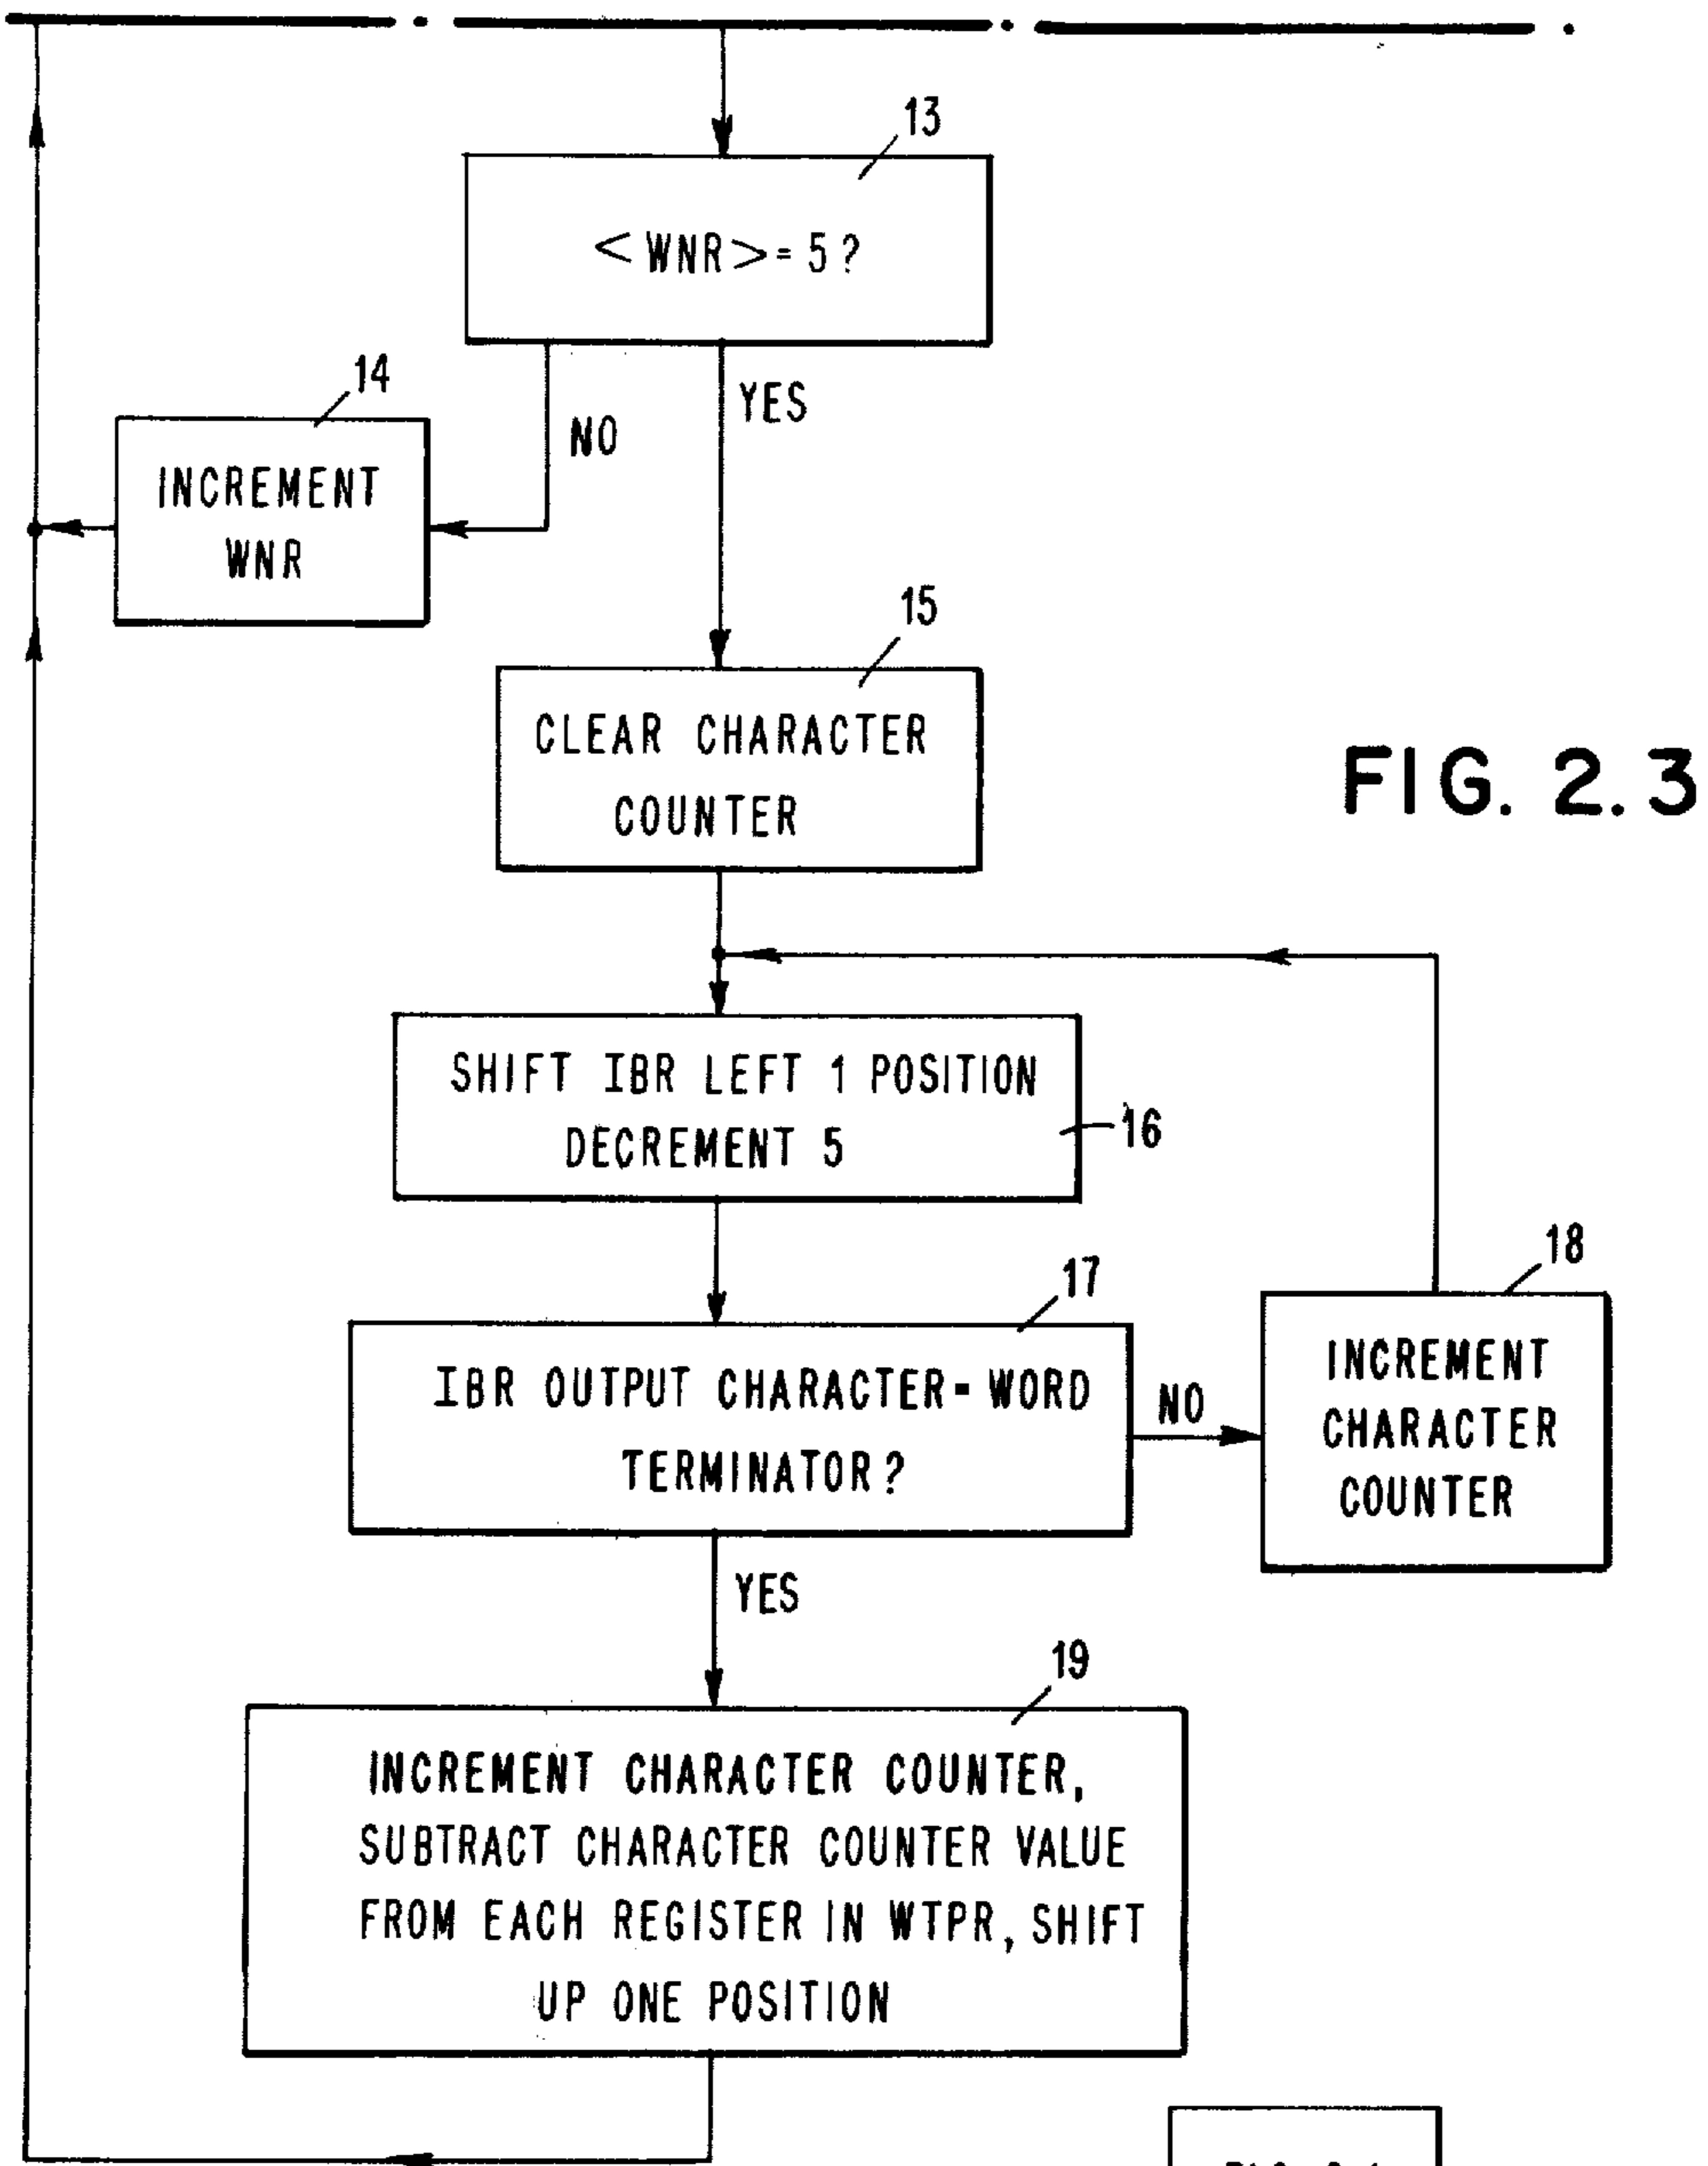 13
< WNR > = 5 ?
14
NO
YES
INCREMENT
WNR
15
CLEAR CHARACTER
COUNTER
FIG. 2.3
SHIFT IBR LEFT 1 POSITION
DECREMENT 5
16
17
18
IBR OUTPUT CHARACTER = WORD
TERMINATOR?
NO
INCREMENT
CHARACTER
COUNTER
YES
19
INCREMENT CHARACTER COUNTER,
SUBTRACT CHARACTER COUNTER VALUE
FROM EACH REGISTER IN WTPR, SHIFT
UP ONE POSITION